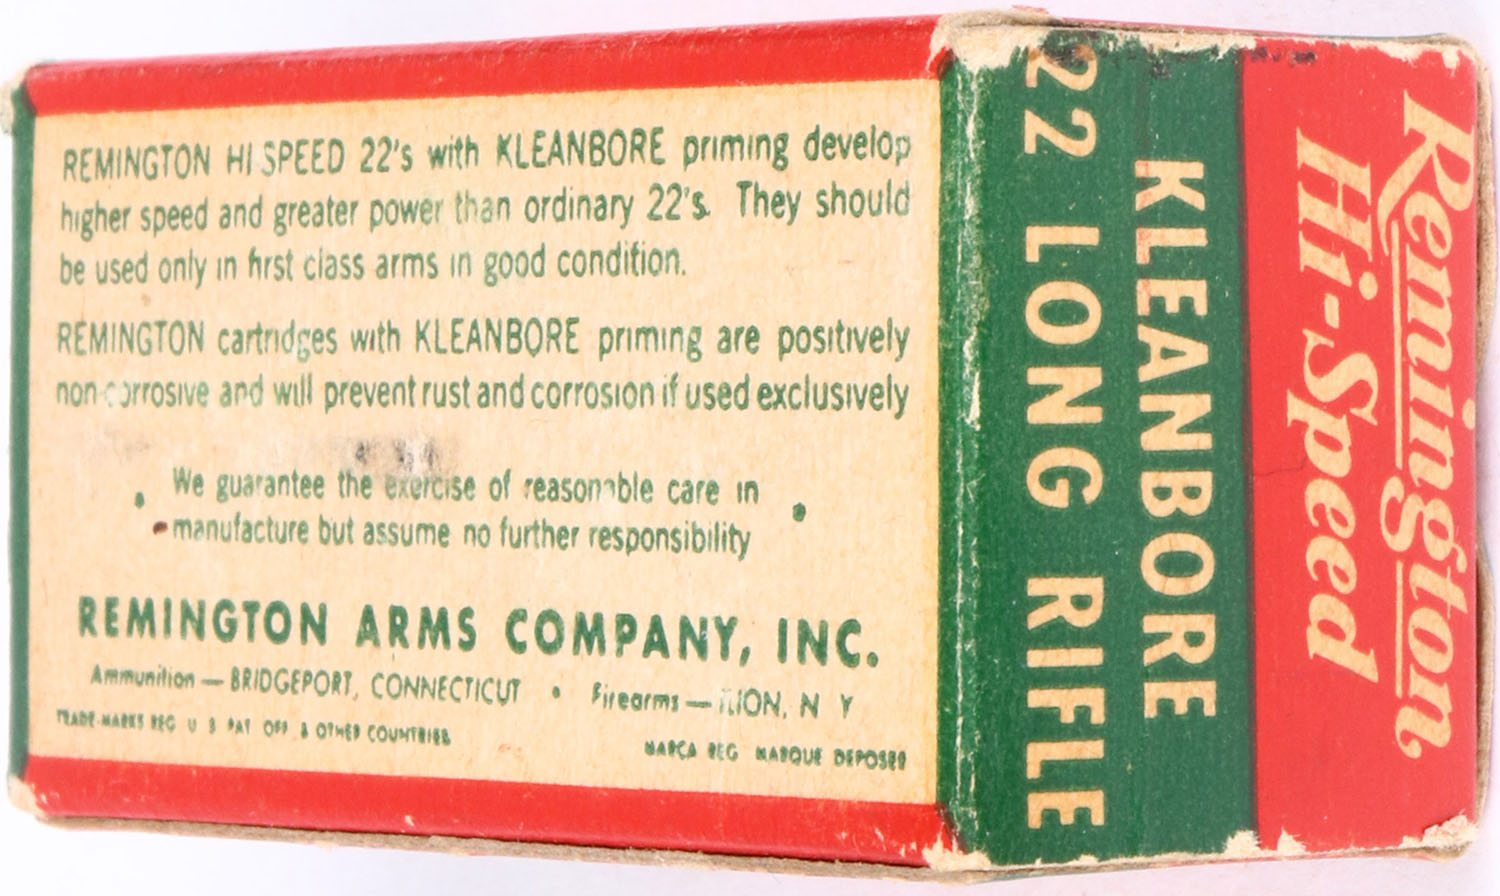 REMINGTON HI SPEED 22's with KLEANBORE priming develop
higher speed and greater power than ordinary 22's. They should
be used only in first class arms in good condition.
REMINGTON cartridges with KLEANBORE priming are positively
non-corrosive and will prevent rust and corrosion if used exclusively
We guarantee the exercise of reasonable care in
manufacture but assume no further responsibility
REMINGTON ARMS COMPANY, INC.
Ammunition — BRIDGEPORT, CONNECTICUT • Firearms — ILION, N Y
TRADE-MARKS REG U S PAT OFF & OTHER COUNTRIES
MARCA REG MARQUE DEPOSEE
Remington
Hi-Speed
KLEANBORE
22 LONG RIFLE